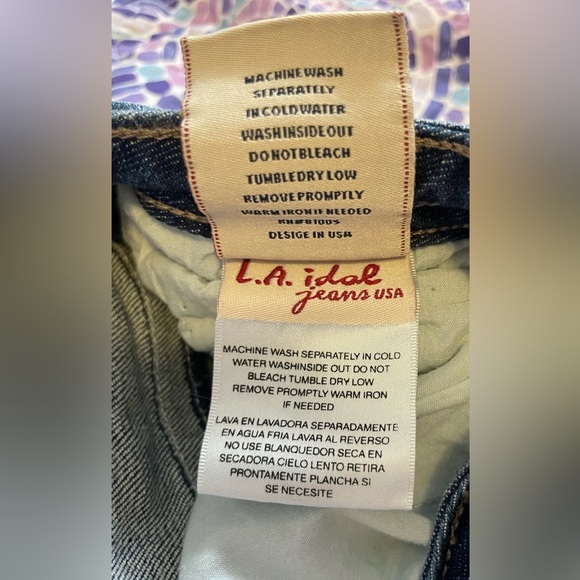 MACHINE WASH
SEPARATELY
IN COLD WATER
WASH INSIDE OUT
DO NOT BLEACH
TUMBLE DRY LOW
REMOVE PROMPTLY
WARM IRON IF NEEDED
DESIGE IN USA
L.A. idol
jeans USA
MACHINE WASH SEPARATELY IN COLD
WATER WASHINSIDE OUT DO NOT
BLEACH TUMBLE DRY LOW
REMOVE PROMPTLY WARM IRON
IF NEEDED
LAVA EN LAVADORA SEPARADAMENTE
EN AGUA FRIA LAVAR AL REVERSO
NO USE BLANQUEDOR SECA EN
SECADORA CIELO LENTO RETIRA
PRONTAMENTE PLANCHA SI
SE NECESITE